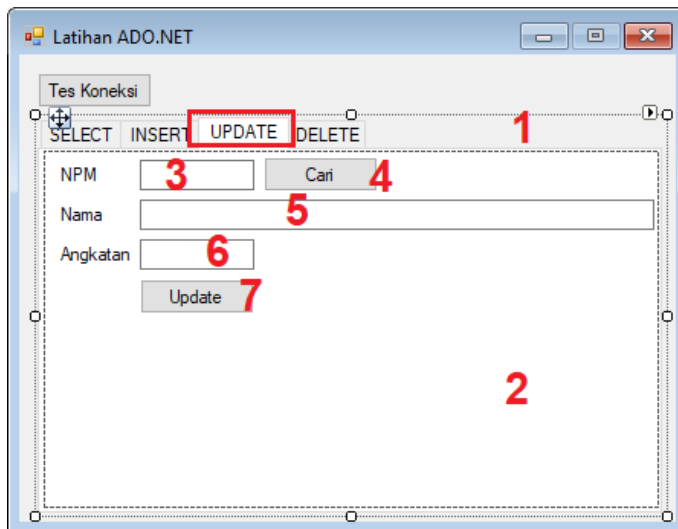 Latihan ADO.NET
Tes Koneksi
1
SELECT INSERT UPDATE DELETE
NPM 3 Cari 4
Nama 5
Angkatan 6
Update 7
2